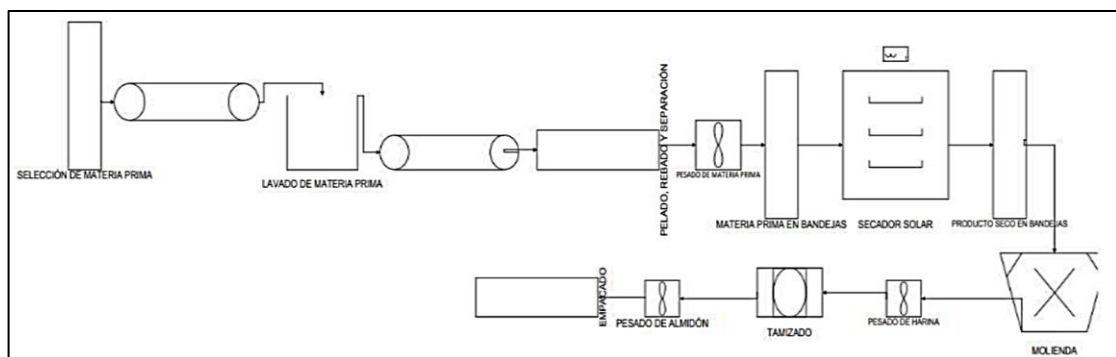 SELECCIÓN DE MATERIA PRIMA
LAVADO DE MATERIA PRIMA
PELADO, REBADO Y SEPARACIÓN
PESADO DE MATERIA PRIMA
MATERIA PRIMA EN BANDEJAS
SECADOR SOLAR
PRODUCTO SECO EN BANDEJAS
EMPACADO
PESADO DE ALMIDÓN
TAMIZADO
PESADO DE HARINA
MOLIENDA